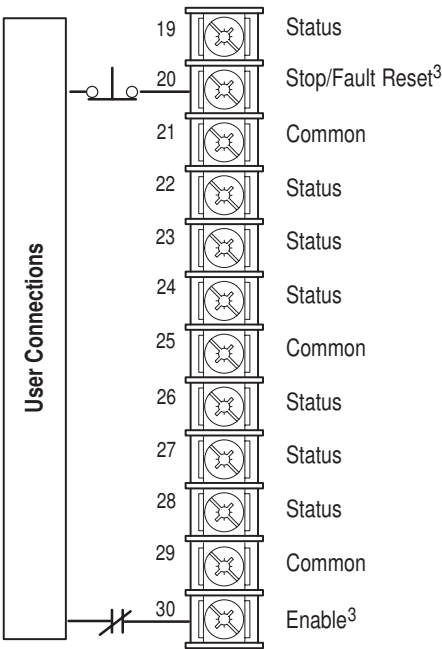 19 Status
20 Stop/Fault Reset3
21 Common
22 Status
23 Status
24 Status
25 Common
26 Status
27 Status
28 Status
29 Common
30 Enable3
User Connections